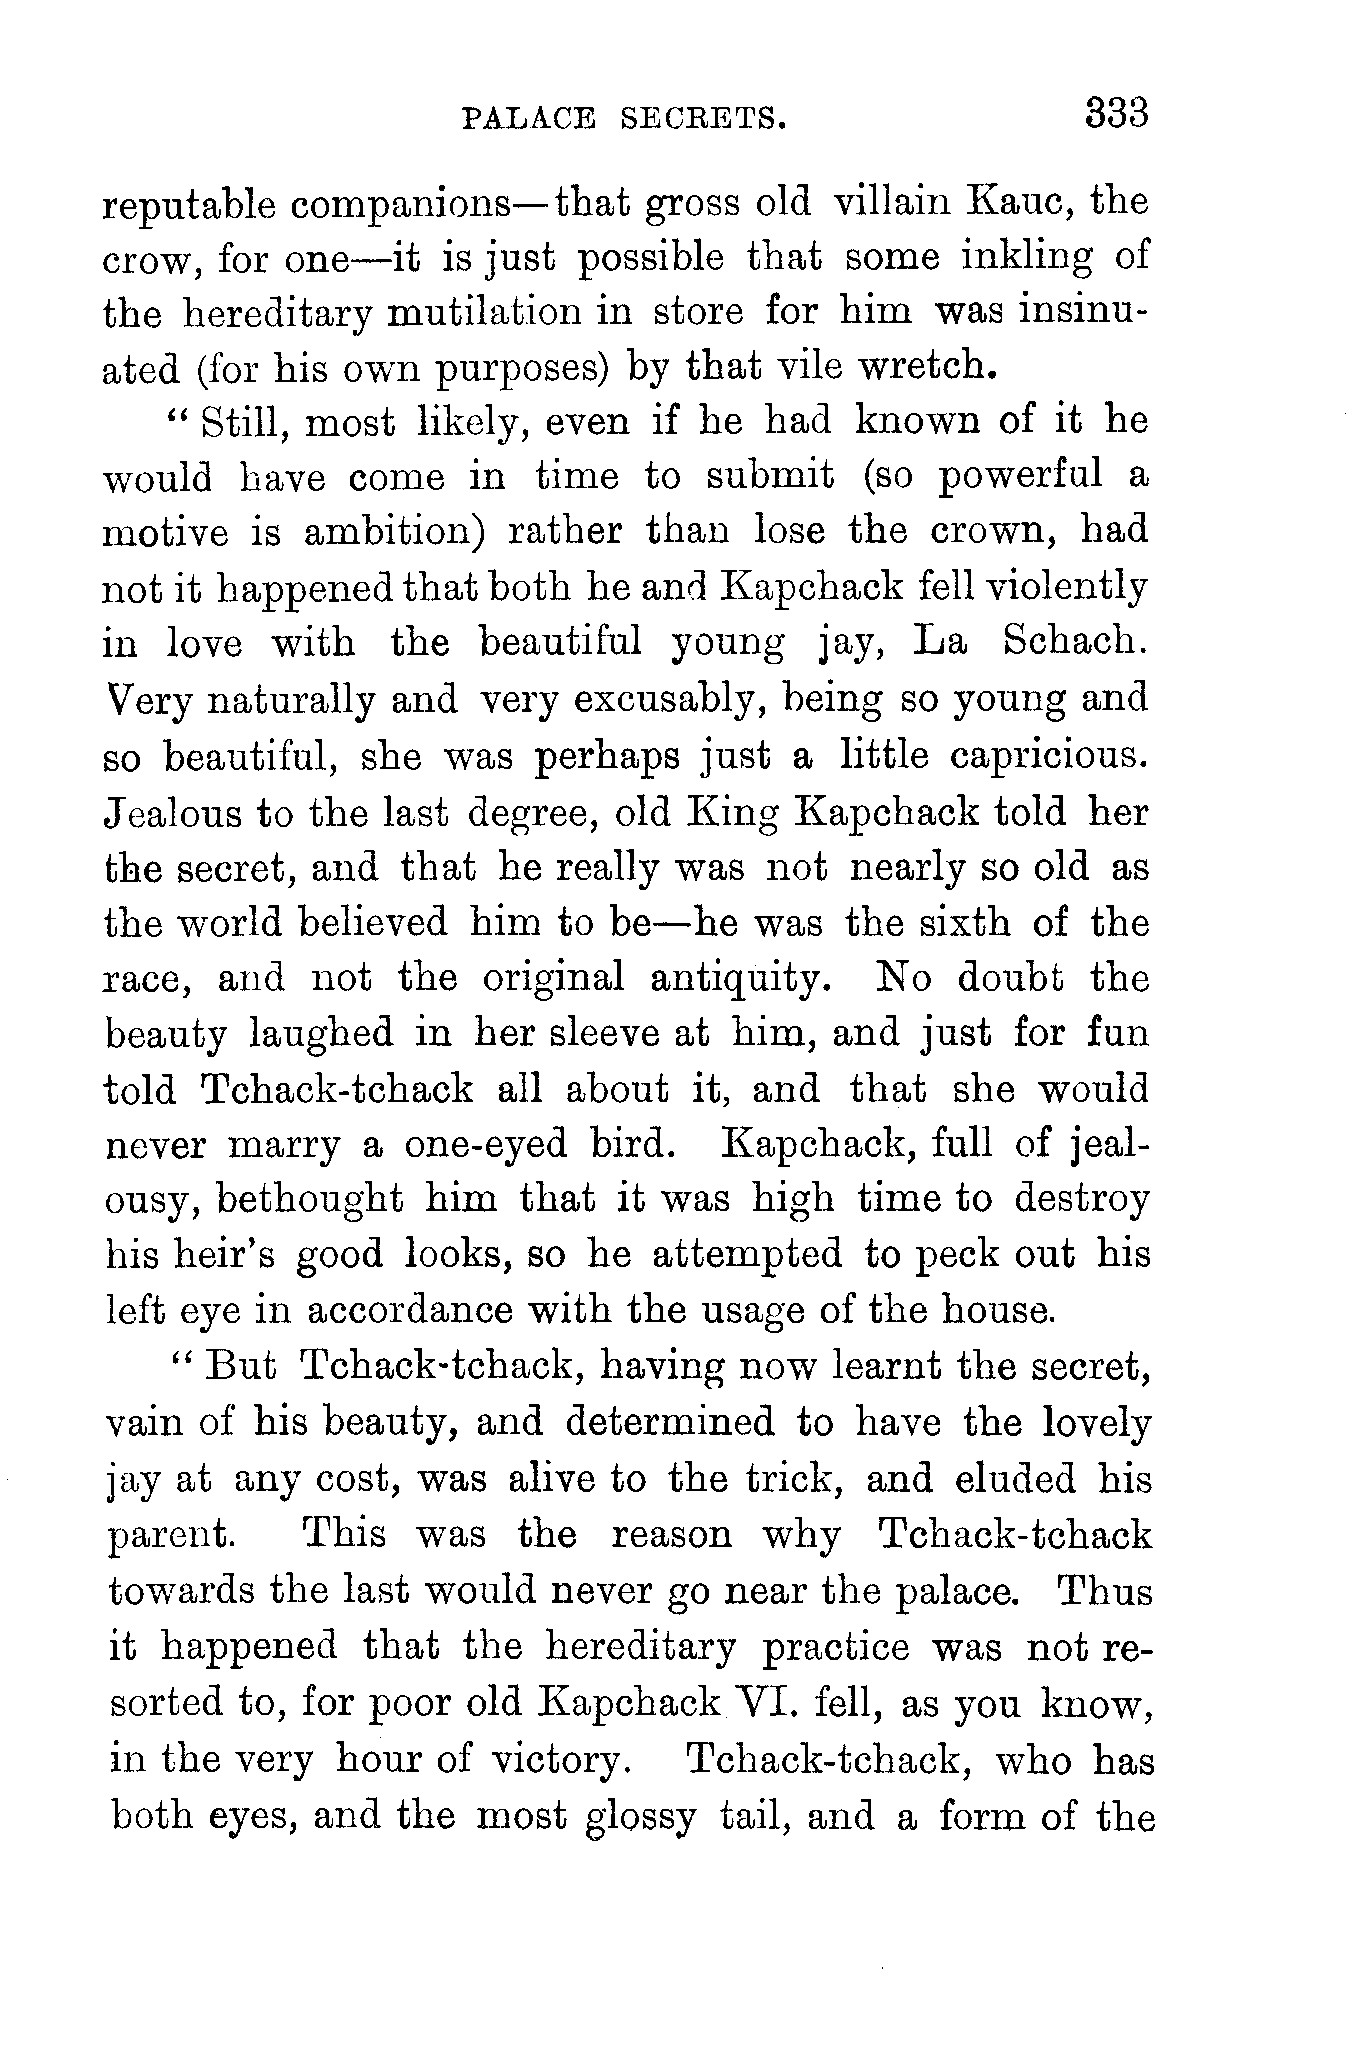 PALACE SECRETS. 333
reputable companions—that gross old villain Kauc, the
crow, for one—it is just possible that some inkling of
the hereditary mutilation in store for him was insinu-
ated (for his own purposes) by that vile wretch.
“ Still, most likely, even if he had known of it he
would have come in time to submit (so powerful a
motive is ambition) rather than lose the crown, had
not it happened that both he and Kapchack fell violently
in love with the beautiful young jay, La Schach.
Very naturally and very excusably, being so young and
so beautiful, she was perhaps just a little capricious.
Jealous to the last degree, old King Kapchack told her
the secret, and that he really was not nearly so old as
the world believed him to be—he was the sixth of the
race, and not the original antiquity. No doubt the
beauty laughed in her sleeve at him, and just for fun
told Tchack-tchack all about it, and that she would
never marry a one-eyed bird. Kapchack, full of jeal-
ousy, bethought him that it was high time to destroy
his heir's good looks, so he attempted to peck out his
left eye in accordance with the usage of the house.
“ But Tchack-tchack, having now learnt the secret,
vain of his beauty, and determined to have the lovely
jay at any cost, was alive to the trick, and eluded his
parent. This was the reason why Tchack-tchack
towards the last would never go near the palace. Thus
it happened that the hereditary practice was not re-
sorted to, for poor old Kapchack VI. fell, as you know,
in the very hour of victory. Tchack-tchack, who has
both eyes, and the most glossy tail, and a form of the